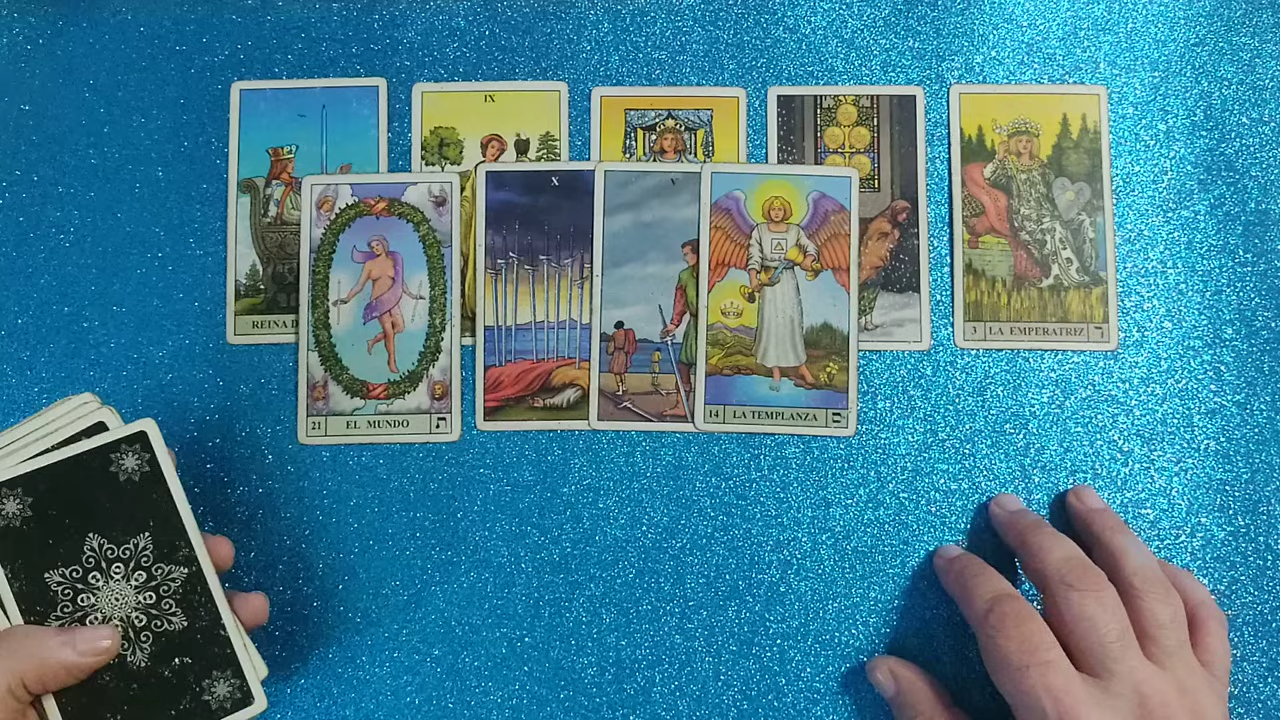 IX
REINA D
3 LA EMPERATRIZ ד
X
V
21 EL MUNDO ת
14 LA TEMPLANZA